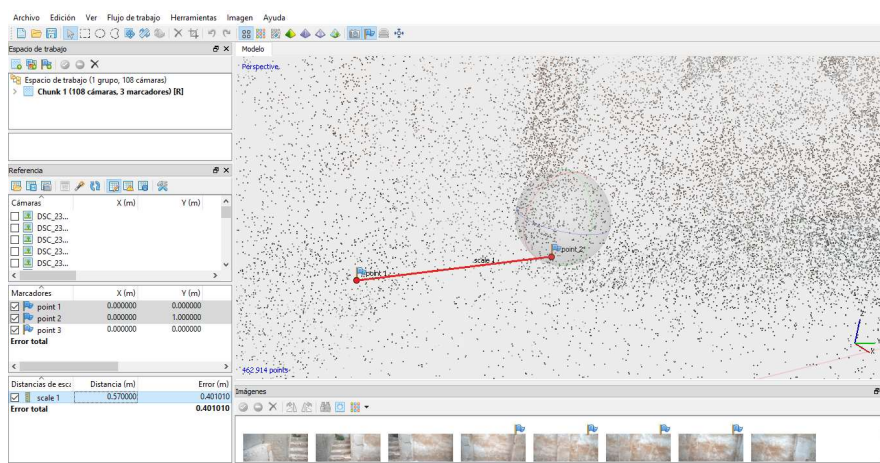 Archivo Edición Ver Flujo de trabajo Herramientas Imagen Ayuda
Espacio de trabajo
Espacio de trabajo (1 grupo, 108 cámaras)
Chunk 1 (108 cámaras, 3 marcadores) [R]
Referencia
Cámaras X (m) Y (m)
DSC_23...
DSC_23...
DSC_23...
DSC_23...
DSC_23...
Marcadores X (m) Y (m)
point 1 0.000000 0.000000
point 2 0.000000 1.000000
point 3 0.000000 0.000000
Error total
Distancias de esca Distancia (m) Error (m)
scale 1 0.570000 0.401010
Error total 0.401010
Modelo
Perspective
point 2
scale 1
point 1
Z
Y
X
462.914 points
Imágenes